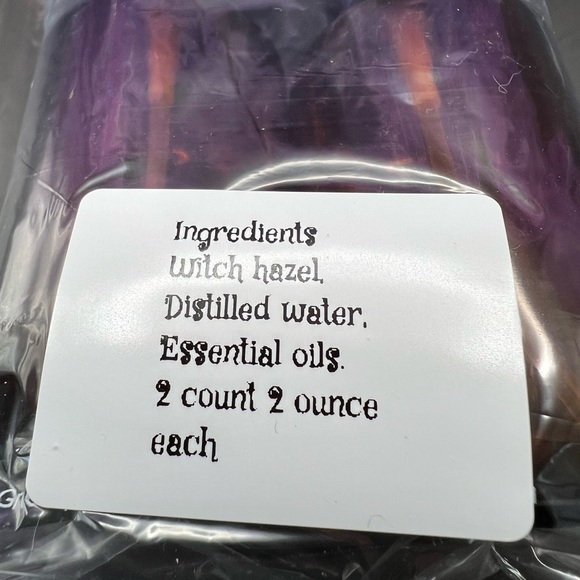 Ingredients
Witch hazel,
Distilled water,
Essential oils.
2 count 2 ounce
each